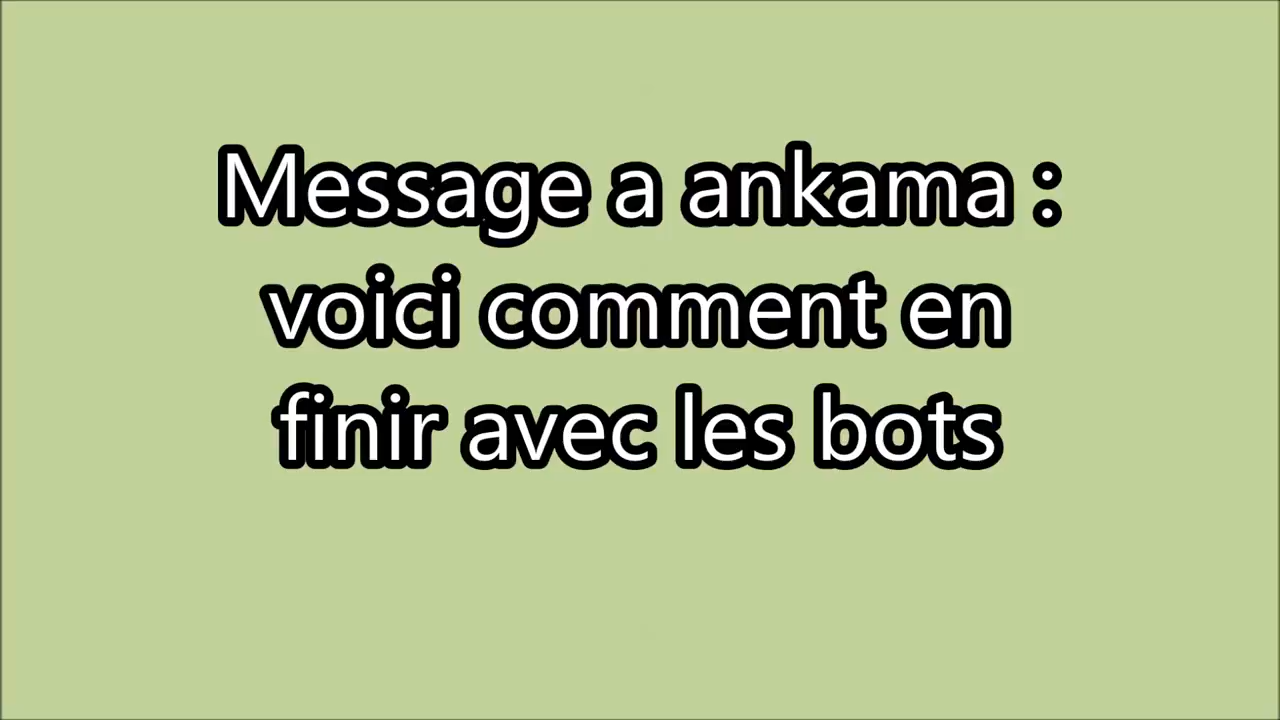 Message a ankama :
voici comment en
finir avec les bots